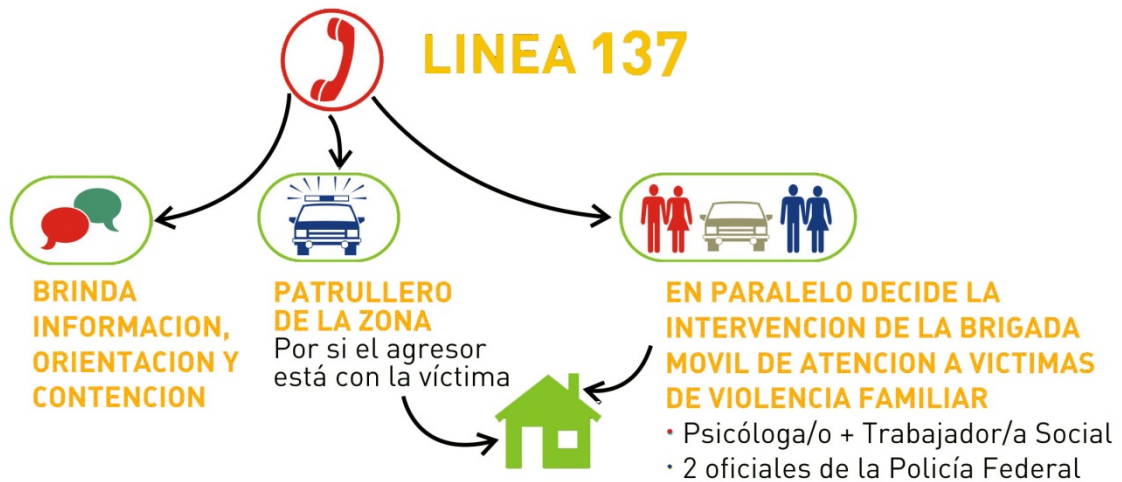 LINEA 137
BRINDA
INFORMACION,
ORIENTACION Y
CONTENCION
PATRULLERO
DE LA ZONA
Por si el agresor
está con la víctima
EN PARALELO DECIDE LA
INTERVENCION DE LA BRIGADA
MOVIL DE ATENCION A VICTIMAS
DE VIOLENCIA FAMILIAR
• Psicóloga/o + Trabajador/a Social
• 2 oficiales de la Policía Federal